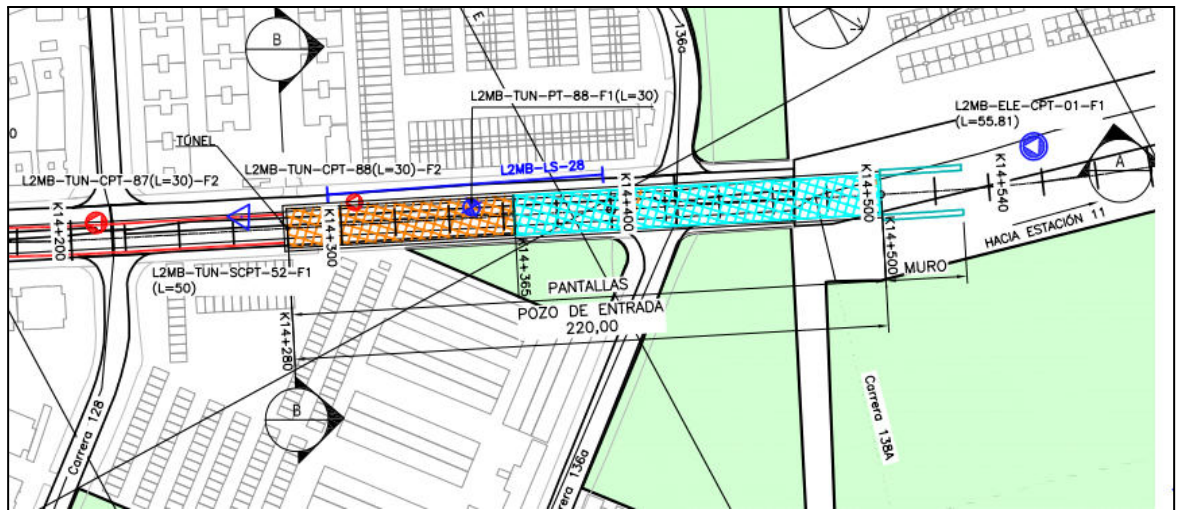 B
E
136a
L2MB-TUN-PT-88-F1(L=30)
L2MB-ELE-CPT-01-F1
(L=55.81)
TÚNEL
L2MB-TUN-CPT-88(L=30)-F2
L2MB-LS-28
L2MB-TUN-CPT-87(L=30)-F2
A
K14+200
K14+300
K14+400
K14+500
K14+540
HACIA ESTACIÓN 11
L2MB-TUN-SCPT-52-F1
(L=50)
K14+365
K14+500
MURO
PANTALLAS
POZO DE ENTRADA
220,00
K14+280
B
Carrera 128
Carrera 138A
rera 136a